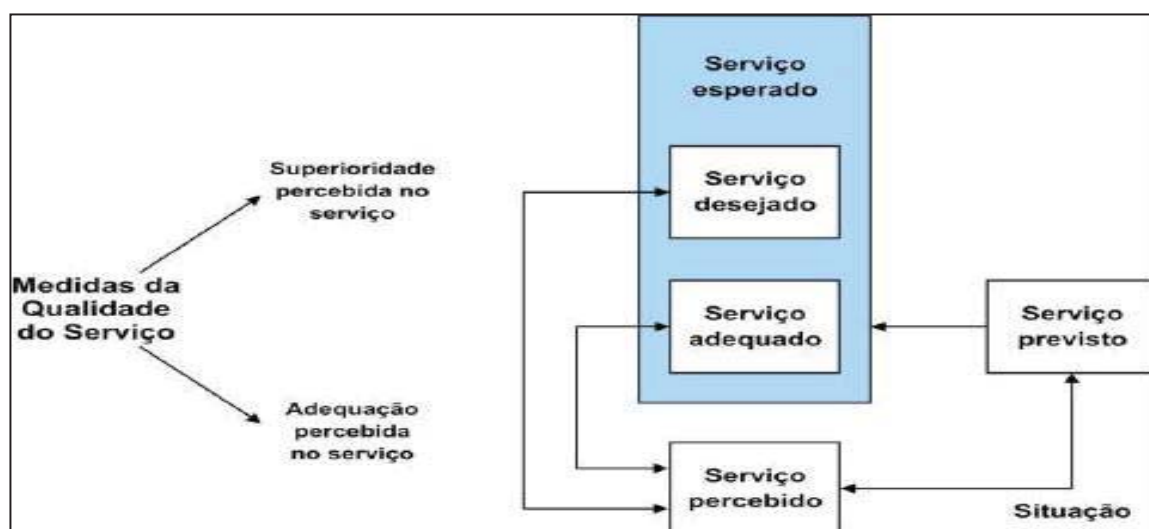 Serviço
esperado
Superioridade
percebida no
serviço
Serviço
desejado
Medidas da
Qualidade
do Serviço
Serviço
adequado
Serviço
previsto
Adequação
percebida
no serviço
Serviço
percebido
Situação